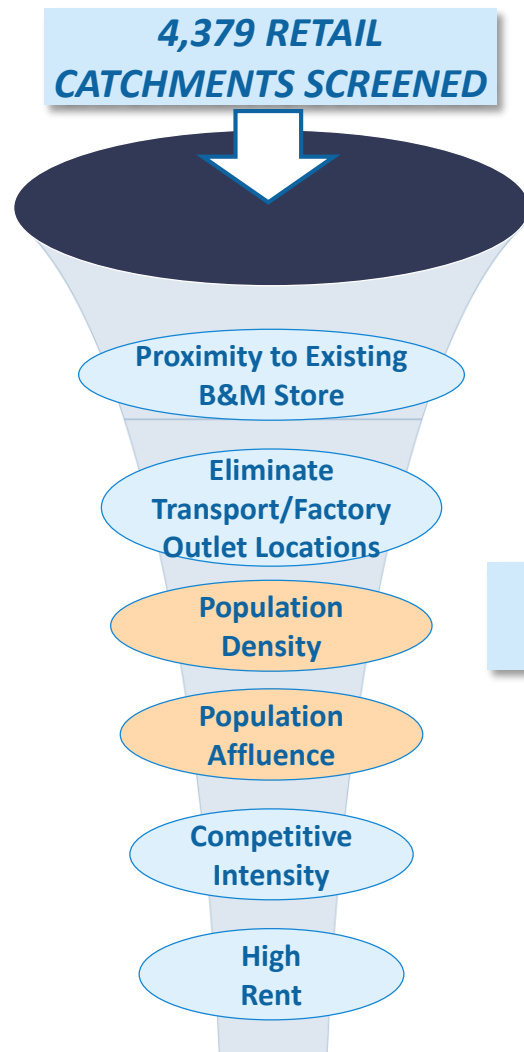 4,379 RETAIL
CATCHMENTS SCREENED
Proximity to Existing
B&M Store
Eliminate
Transport/Factory
Outlet Locations
Population
Density
Population
Affluence
Competitive
Intensity
High
Rent